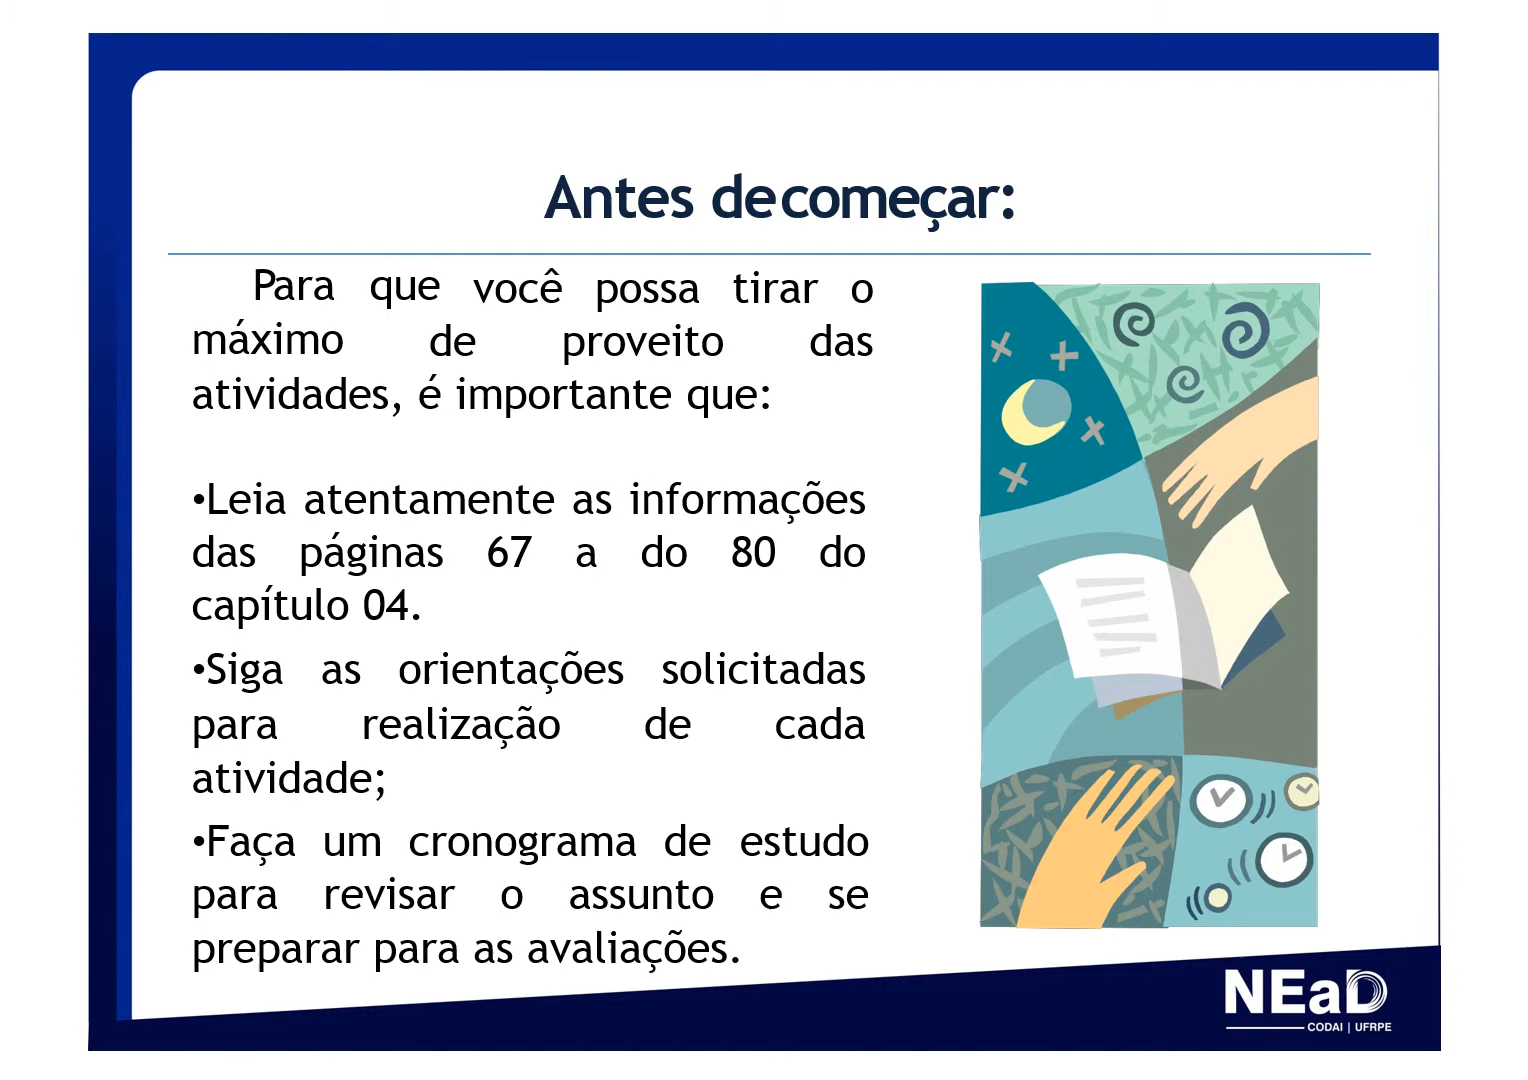 Antes de começar:
Para que você possa tirar o
máximo de proveito das
atividades, é importante que:
•Leia atentamente as informações
das páginas 67 a do 80 do
capítulo 04.
•Siga as orientações solicitadas
para realização de cada
atividade;
•Faça um cronograma de estudo
para revisar o assunto e se
preparar para as avaliações.
NEaD
CODAI | UFRPE